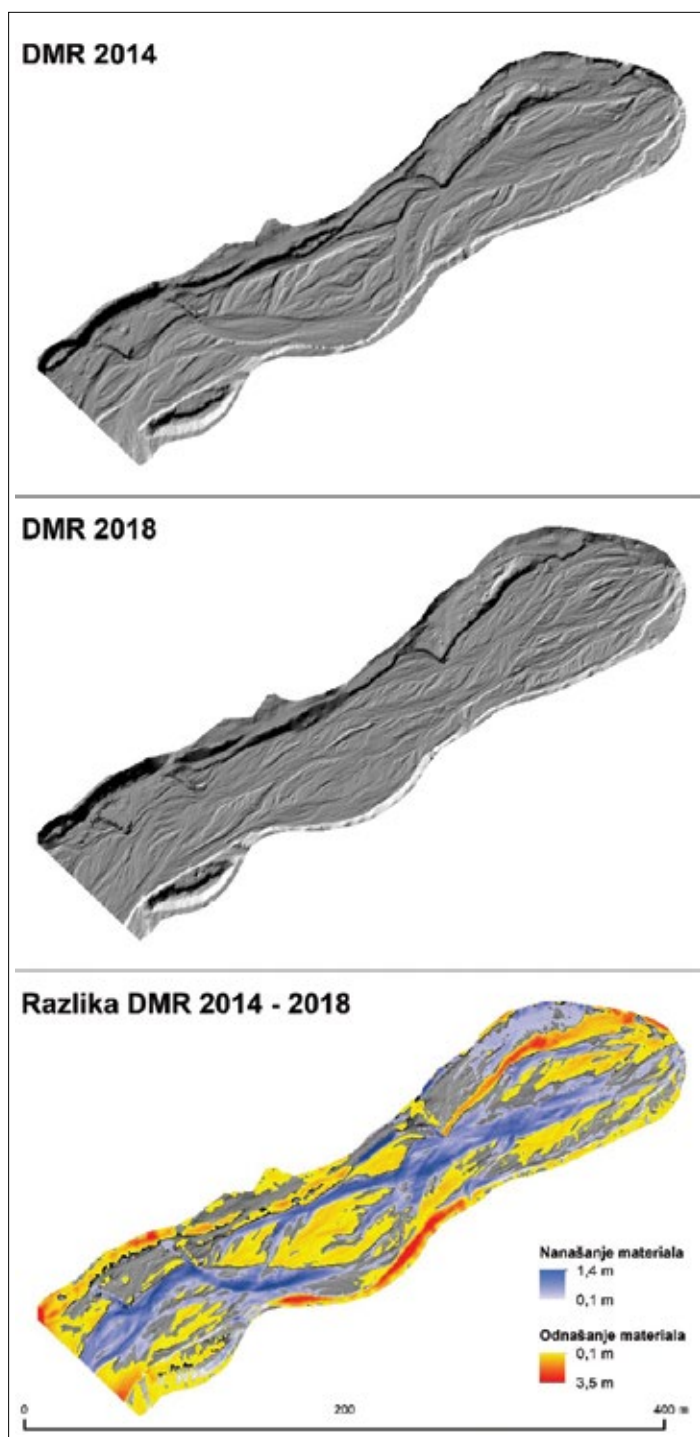 DMR 2014
DMR 2018
Razlika DMR 2014 - 2018
Nanašanje materiala
1,4 m
0,1 m
Odnašanje materiala
0,1 m
3,5 m
0 200 400 m